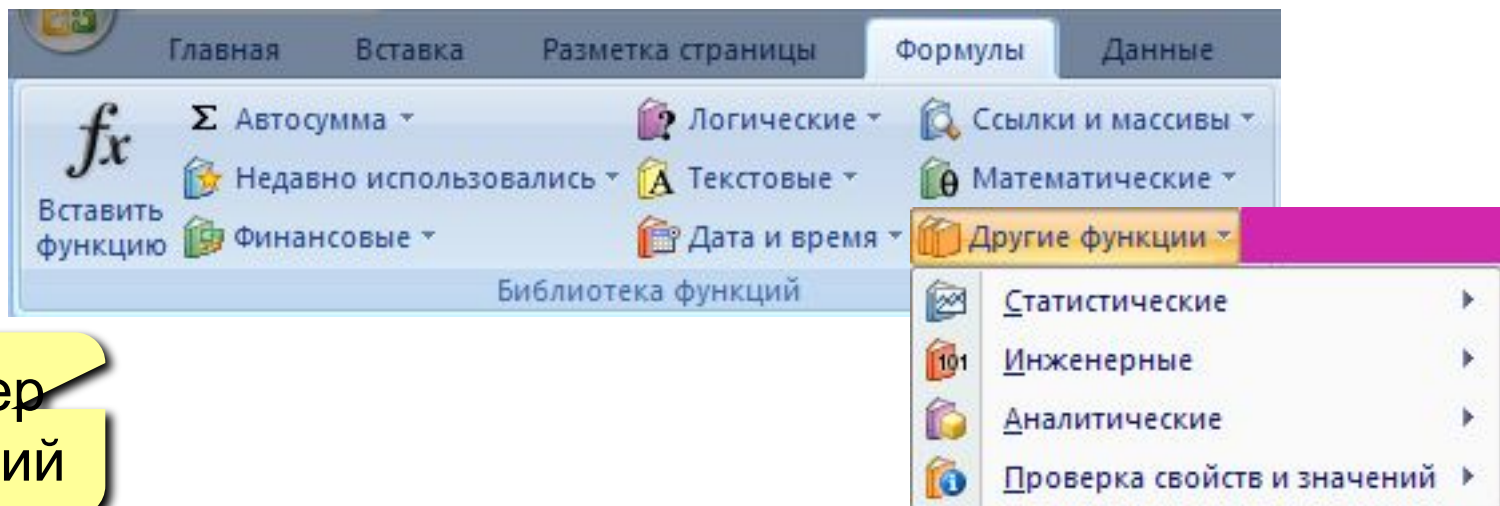 Главная Вставка Разметка страницы Формулы Данные
fx Σ Автосумма Логические Ссылки и массивы
Недавно использовались Текстовые Математические
Вставить
функцию Финансовые Дата и время Другие функции
Библиотека функций
Статистические
101 Инженерные
Аналитические
Проверка свойств и значений
ер
ий